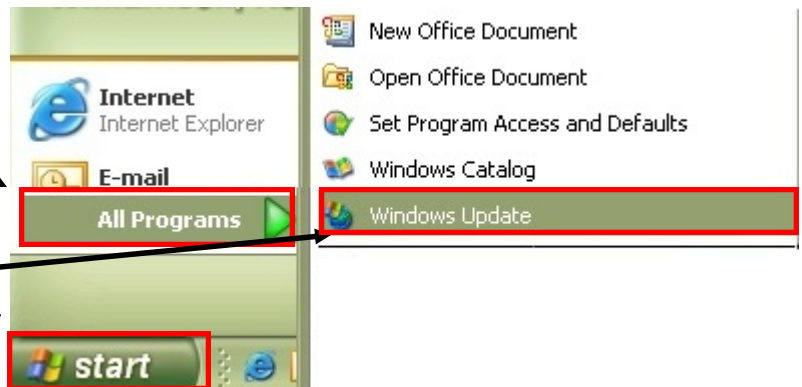 Internet
Internet Explorer
E-mail
All Programs
start
New Office Document
Open Office Document
Set Program Access and Defaults
Windows Catalog
Windows Update